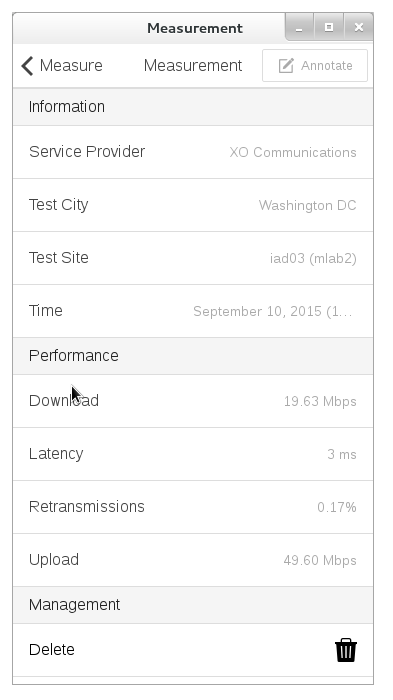 Measurement
Measure Measurement Annotate
Information
Service Provider XO Communications
Test City Washington DC
Test Site iad03 (mlab2)
Time September 10, 2015 (1...
Performance
Download 19.63 Mbps
Latency 3 ms
Retransmissions 0.17%
Upload 49.60 Mbps
Management
Delete